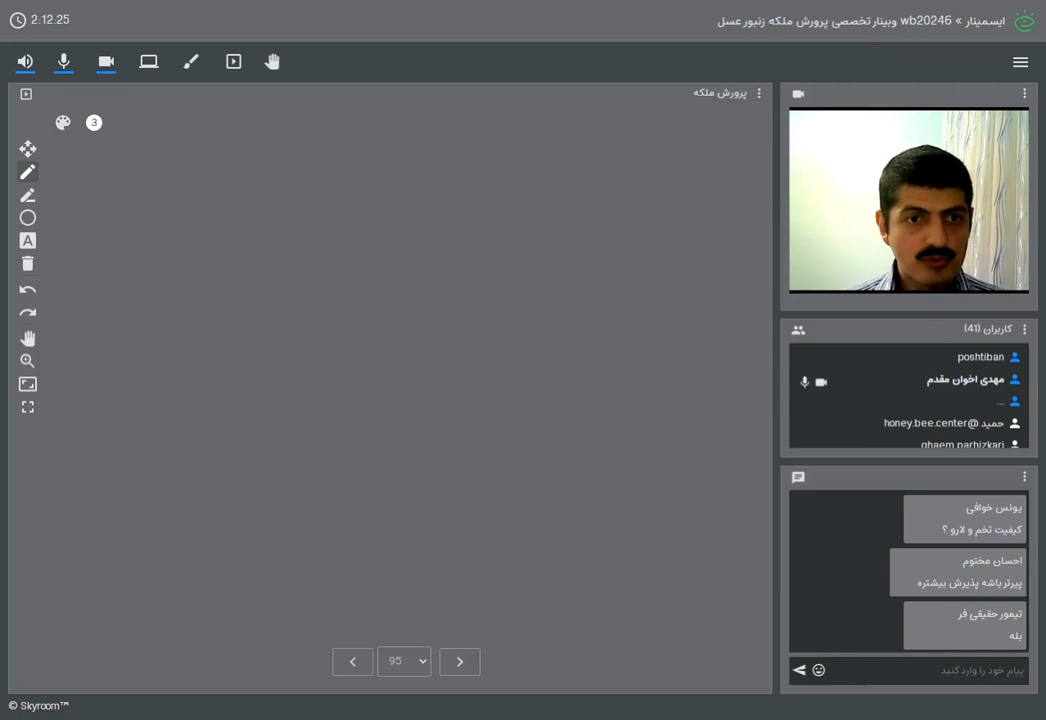 2.12.25
ایسمینار » wb20246 وبینار تخصصی پرورش ملکه زنبور عسل
پرورش ملکه
3
A
95
کاربران (41)
poshtiban
مهدی اخوان مقدم
...
حمید @honey.bee.center
ghaem parhizkari
یونس خوافی
کیفیت تخم و لارو ؟
احسان مختوم
پیرتر باشه پذیرش بیشتره
تیمور حقیقی فر
بله
پیام خود را وارد کنید
© Skyroom™